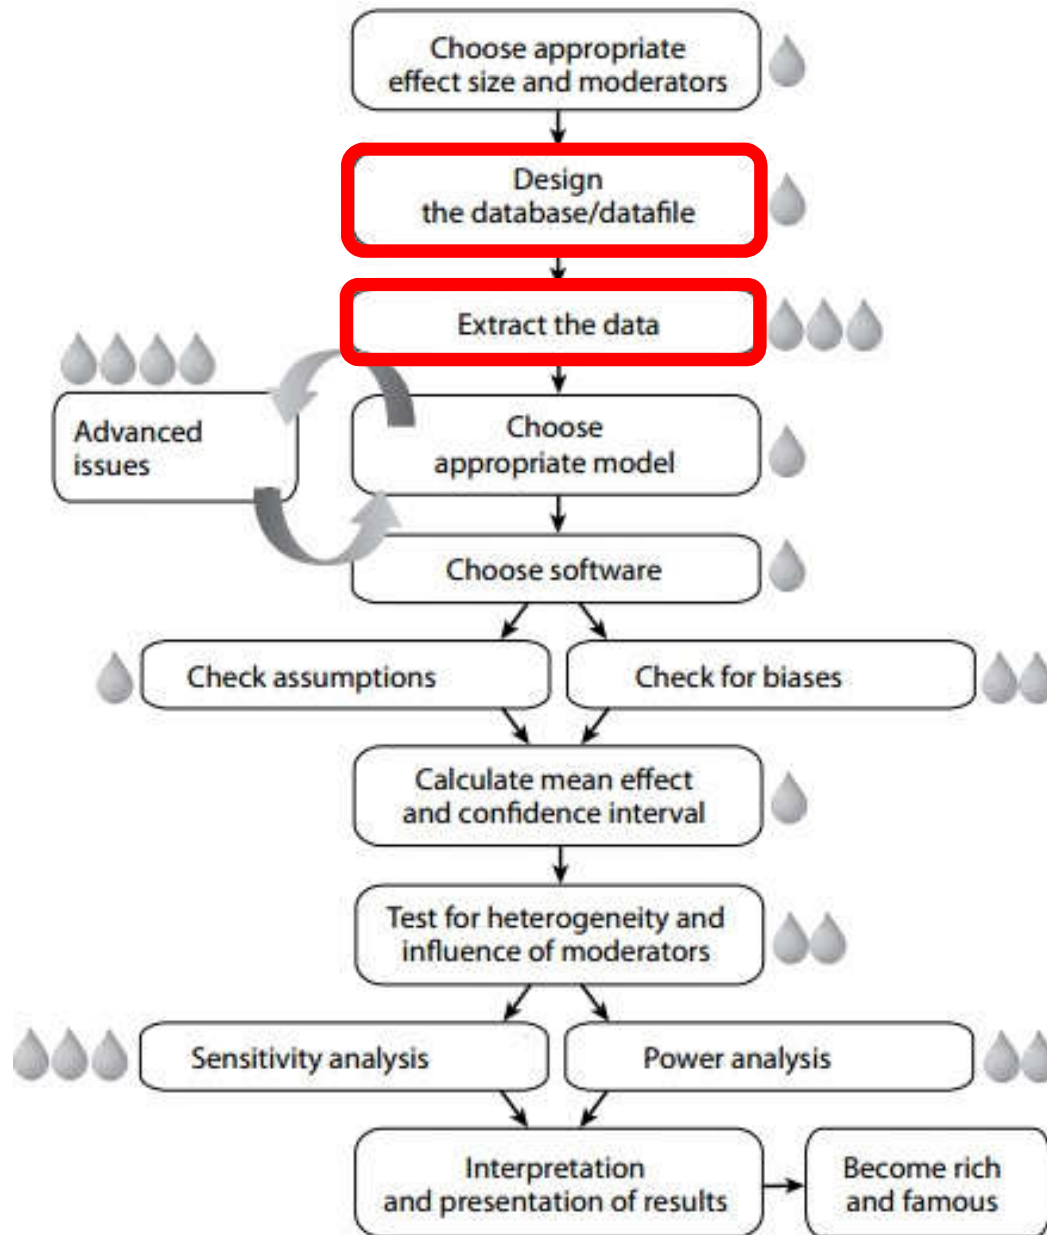 Choose appropriate
effect size and moderators
Design
the database/datafile
Extract the data
Advanced
issues
Choose
appropriate model
Choose software
Check assumptions
Check for biases
Calculate mean effect
and confidence interval
Test for heterogeneity and
influence of moderators
Sensitivity analysis
Power analysis
Interpretation
and presentation of results
Become rich
and famous